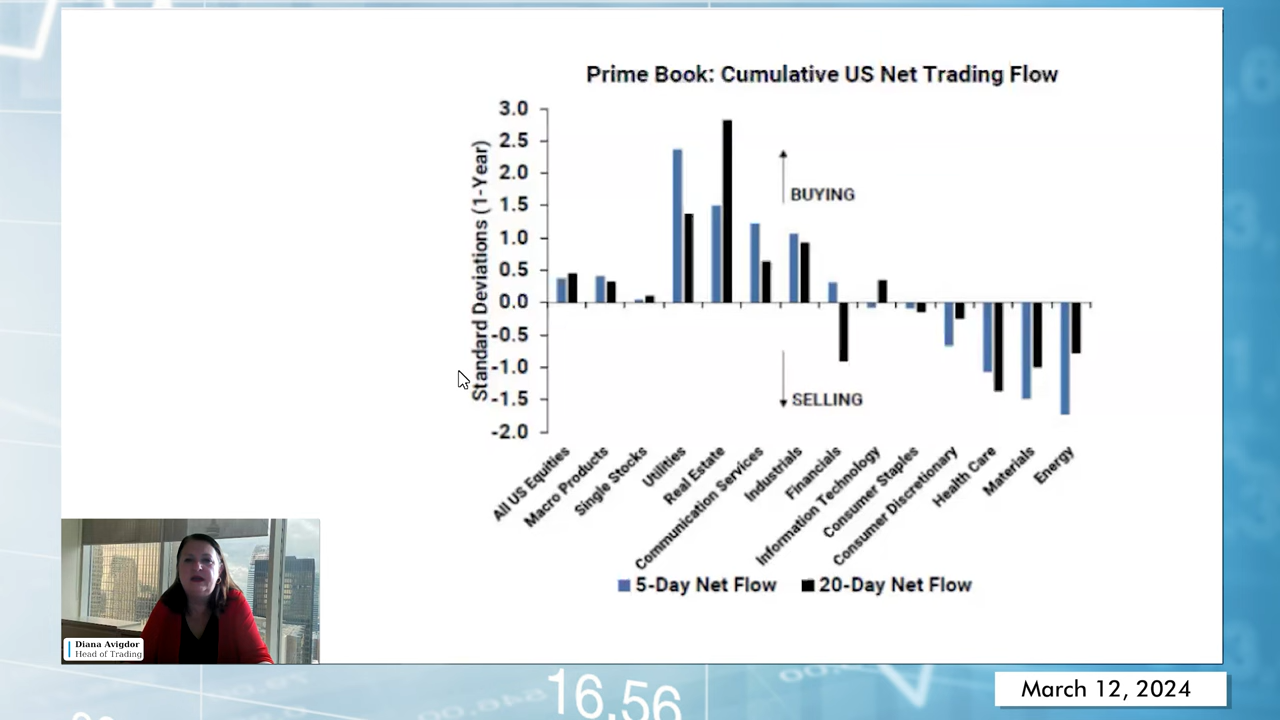 Prime Book: Cumulative US Net Trading Flow
Standard Deviations (1-Year)
3.0
2.5
2.0
1.5
1.0
0.5
0.0
-0.5
-1.0
-1.5
-2.0
BUYING
SELLING
All US Equities
Macro Products
Single Stocks
Utilities
Real Estate
Communication Services
Industrials
Financials
Information Technology
Consumer Staples
Consumer Discretionary
Health Care
Materials
Energy
5-Day Net Flow
20-Day Net Flow
Diana Avigdor
Head of Trading
16.56
March 12, 2024